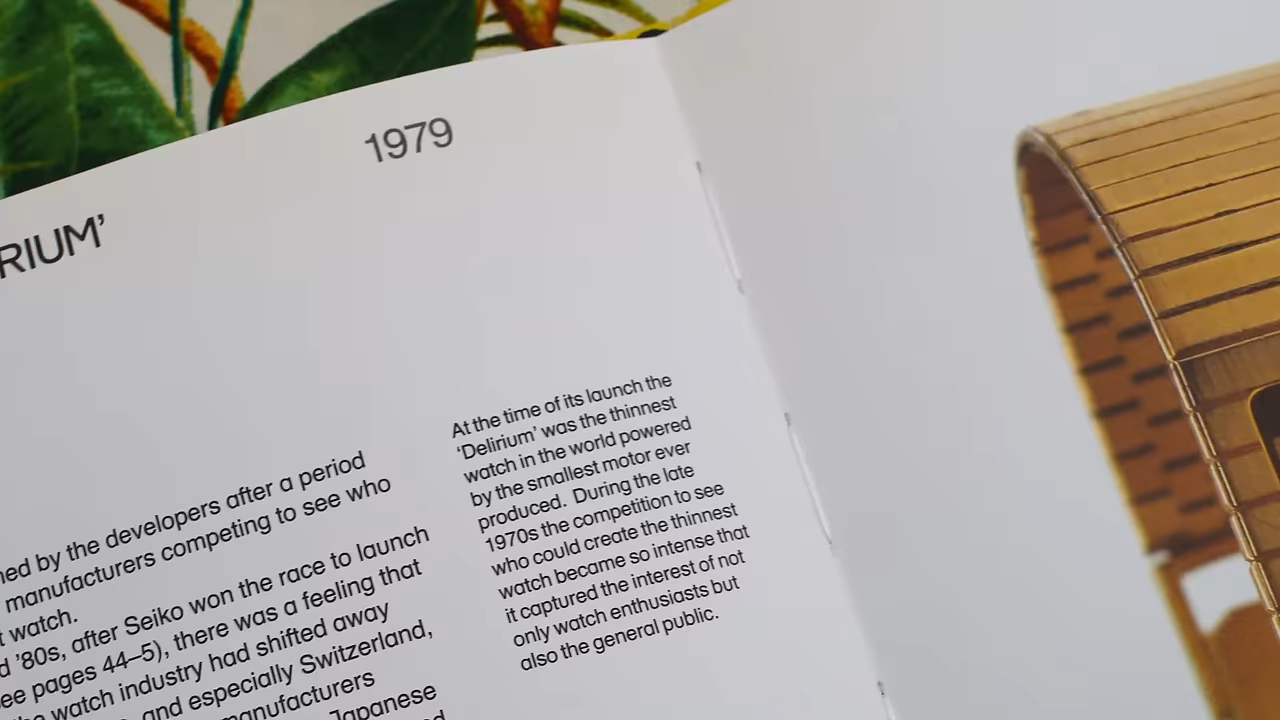 1979
RIUM’
ned by the developers after a period
manufacturers competing to see who
t watch.
d ’80s, after Seiko won the race to launch
ee pages 44–5), there was a feeling that
the watch industry had shifted away
and especially Switzerland,
manufacturers
Japanese
At the time of its launch the
‘Delirium’ was the thinnest
watch in the world powered
by the smallest motor ever
produced. During the late
1970s the competition to see
who could create the thinnest
watch became so intense that
it captured the interest of not
only watch enthusiasts but
also the general public.